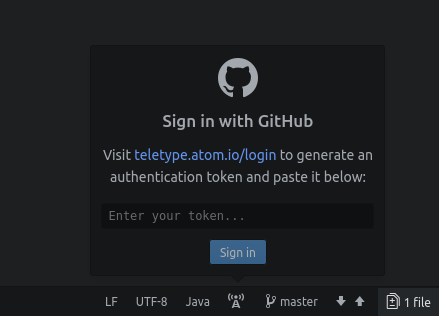 Sign in with GitHub
Visit teletype.atom.io/login to generate an
authentication token and paste it below:
Enter your token...
Sign in
LF UTF-8 Java master 1 file